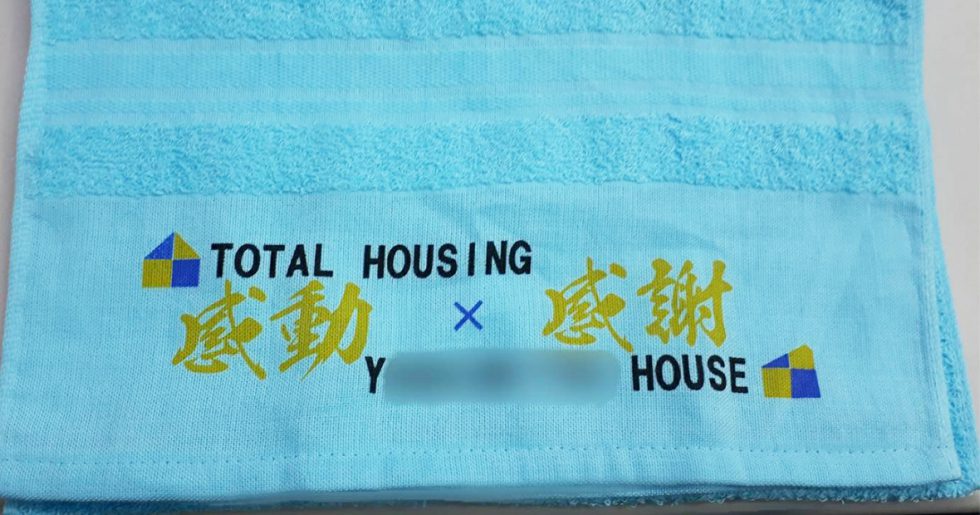 TOTAL HOUSING
感動 × 感謝
Y HOUSE